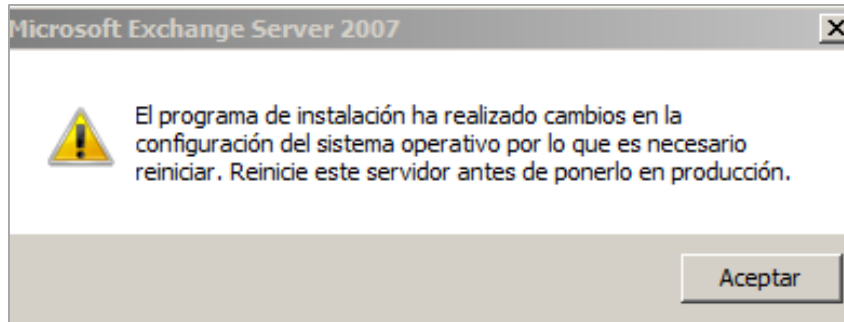 Microsoft Exchange Server 2007
El programa de instalación ha realizado cambios en la
configuración del sistema operativo por lo que es necesario
reiniciar. Reinicie este servidor antes de ponerlo en producción.
Aceptar